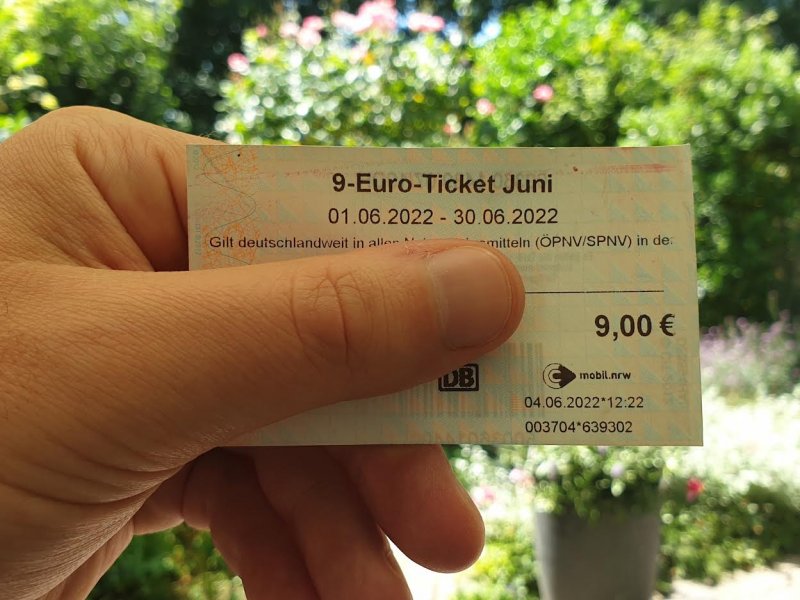 9-Euro-Ticket Juni
01.06.2022 - 30.06.2022
Gilt deutschlandweit in allen (ÖPNV/SPNV) in de
9,00 €
DB
mobil.nrw
04.06.2022*12:22
003704*639302